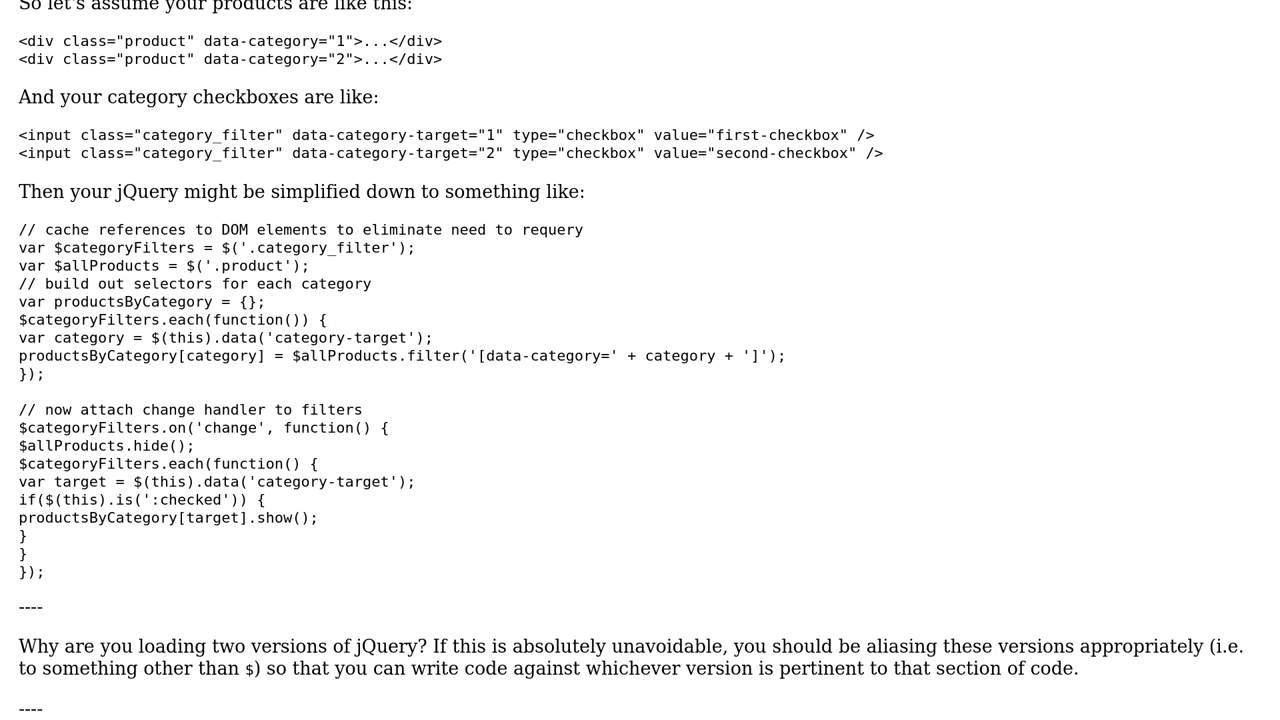 So let's assume your products are like this:
<div class="product" data-category="1">...</div>
<div class="product" data-category="2">...</div>
And your category checkboxes are like:
<input class="category_filter" data-category-target="1" type="checkbox" value="first-checkbox" />
<input class="category_filter" data-category-target="2" type="checkbox" value="second-checkbox" />
Then your jQuery might be simplified down to something like:
// cache references to DOM elements to eliminate need to requery
var $categoryFilters = $('.category_filter');
var $allProducts = $('.product');
// build out selectors for each category
var productsByCategory = {};
$categoryFilters.each(function()) {
var category = $(this).data('category-target');
productsByCategory[category] = $allProducts.filter('[data-category=' + category + ']');
});
// now attach change handler to filters
$categoryFilters.on('change', function() {
$allProducts.hide();
$categoryFilters.each(function() {
var target = $(this).data('category-target');
if($(this).is(':checked')) {
productsByCategory[target].show();
}
}
});
----
Why are you loading two versions of jQuery? If this is absolutely unavoidable, you should be aliasing these versions appropriately (i.e.
to something other than $) so that you can write code against whichever version is pertinent to that section of code.
----